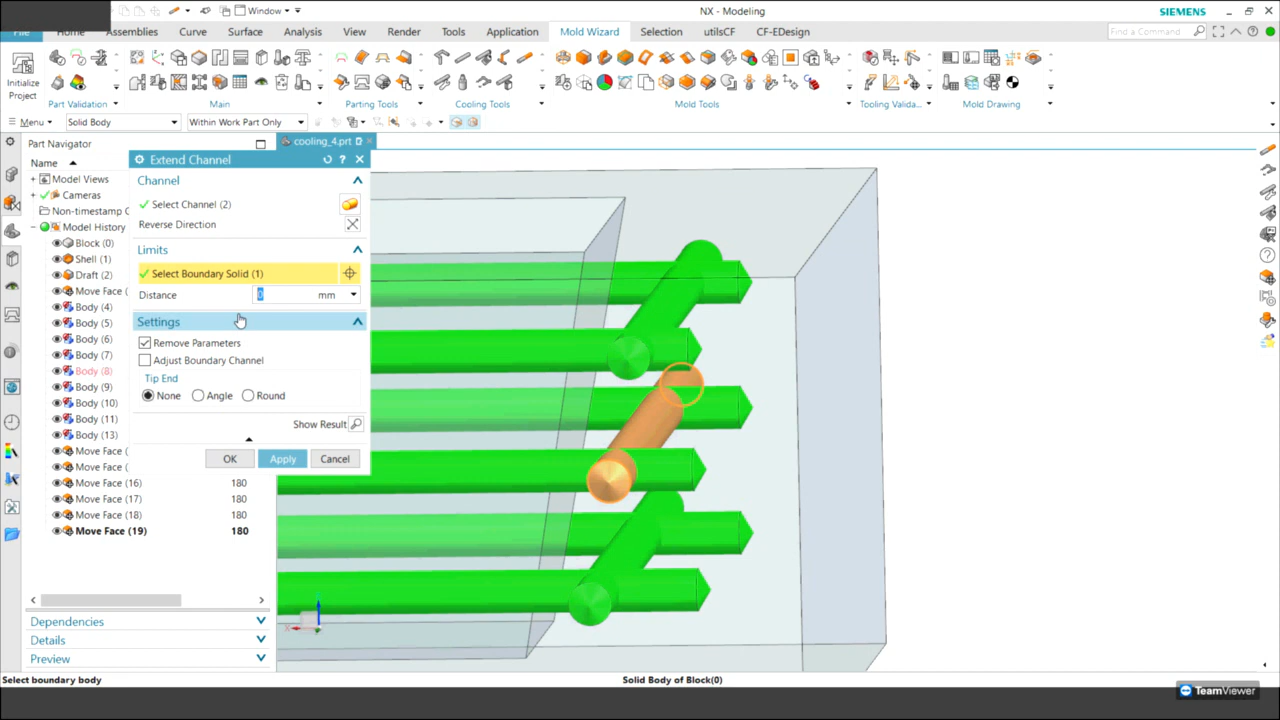 Window
NX - Modeling
SIEMENS
File Home Assemblies Curve Surface Analysis View Render Tools Application Mold Wizard Selection utilsCF CF-EDesign
Find a Command
Initialize
Project
Part Validation Main Parting Tools Cooling Tools Mold Tools Tooling Valida... Mold Drawing
Menu Solid Body Within Work Part Only
Part Navigator
cooling_4.prt
Name
Model Views
Cameras
Non-timestamp
Model History
Block (0)
Shell (1)
Draft (2)
Move Face (
Body (4)
Body (5)
Body (6)
Body (7)
Body (8)
Body (9)
Body (10)
Body (11)
Body (13)
Move Face (
Move Face (
Move Face (16) 180
Move Face (17) 180
Move Face (18) 180
Move Face (19) 180
Dependencies
Details
Preview
Extend Channel
Channel
Select Channel (2)
Reverse Direction
Limits
Select Boundary Solid (1)
Distance 0 mm
Settings
Remove Parameters
Adjust Boundary Channel
Tip End
None Angle Round
Show Result
OK Apply Cancel
Select boundary body
Solid Body of Block(0)
TeamViewer